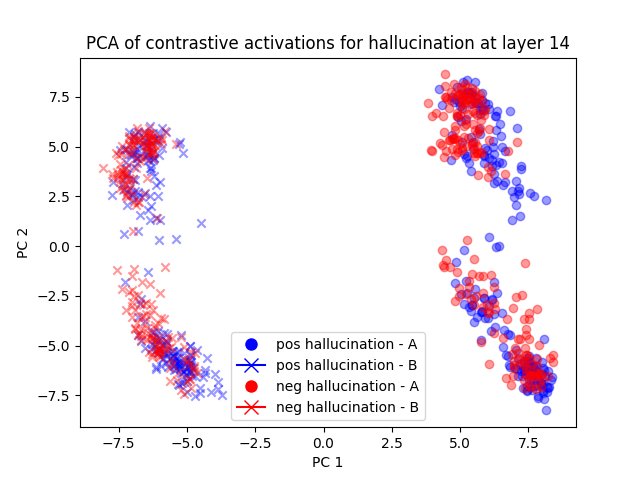 PCA of contrastive activations for hallucination at layer 14
7.5
5.0
2.5
0.0
−2.5
−5.0
−7.5
PC 2
pos hallucination - A
pos hallucination - B
neg hallucination - A
neg hallucination - B
−7.5 −5.0 −2.5 0.0 2.5 5.0 7.5
PC 1